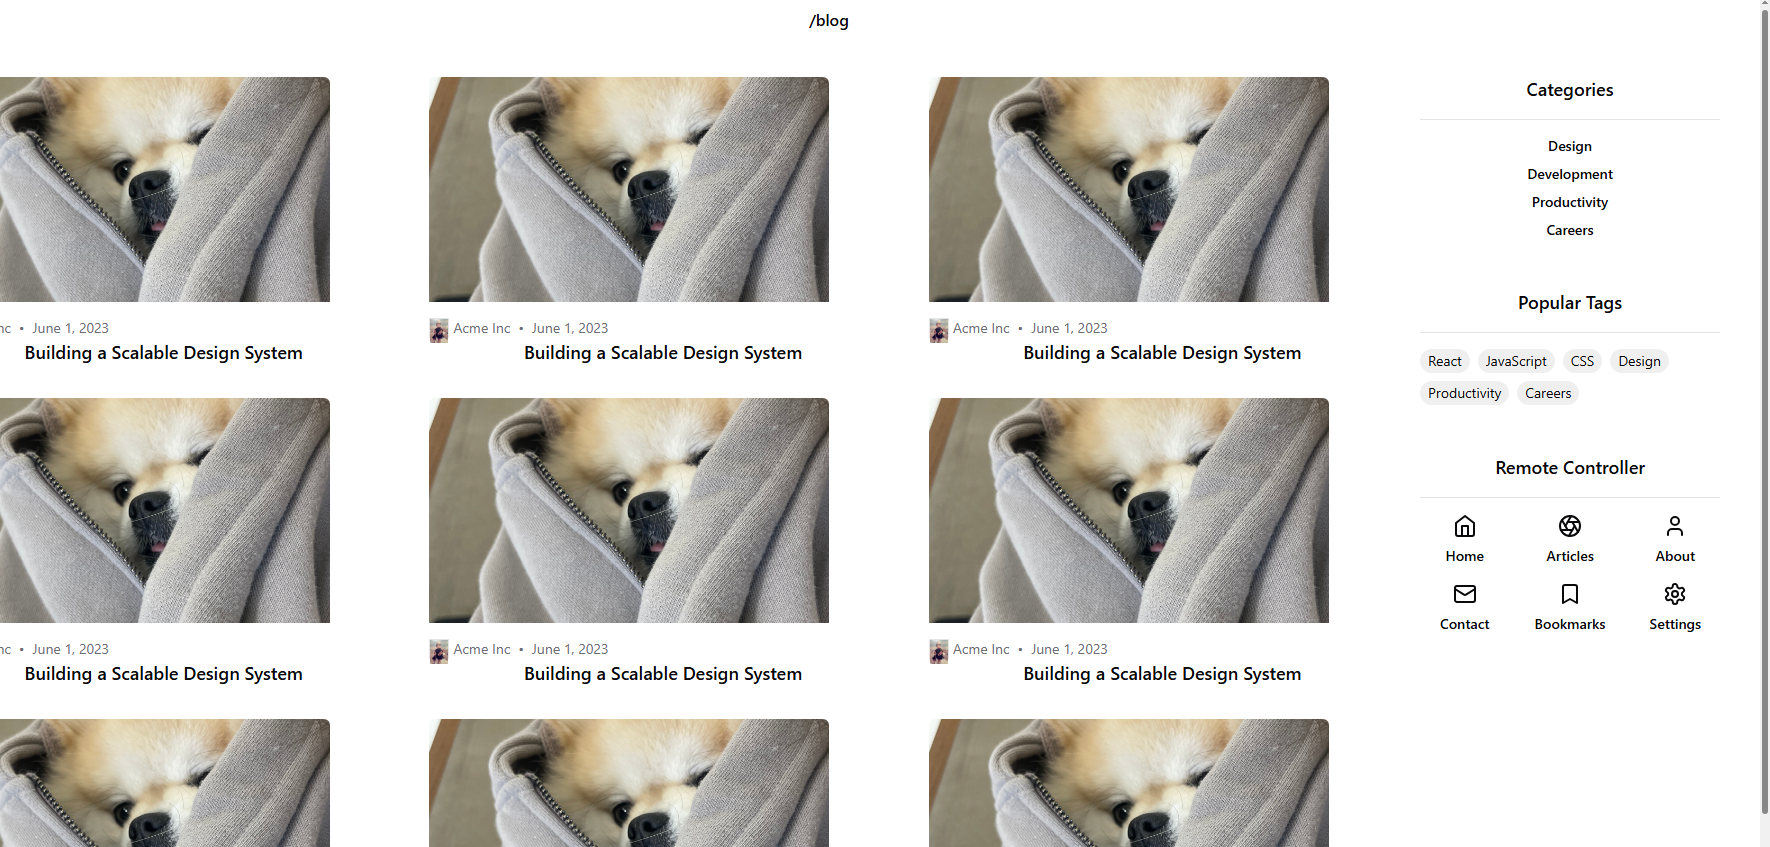 /blog
nc • June 1, 2023
Building a Scalable Design System
Acme Inc • June 1, 2023
Building a Scalable Design System
Acme Inc • June 1, 2023
Building a Scalable Design System
nc • June 1, 2023
Building a Scalable Design System
Acme Inc • June 1, 2023
Building a Scalable Design System
Acme Inc • June 1, 2023
Building a Scalable Design System
Categories
Design
Development
Productivity
Careers
Popular Tags
React JavaScript CSS Design
Productivity Careers
Remote Controller
Home Articles About
Contact Bookmarks Settings